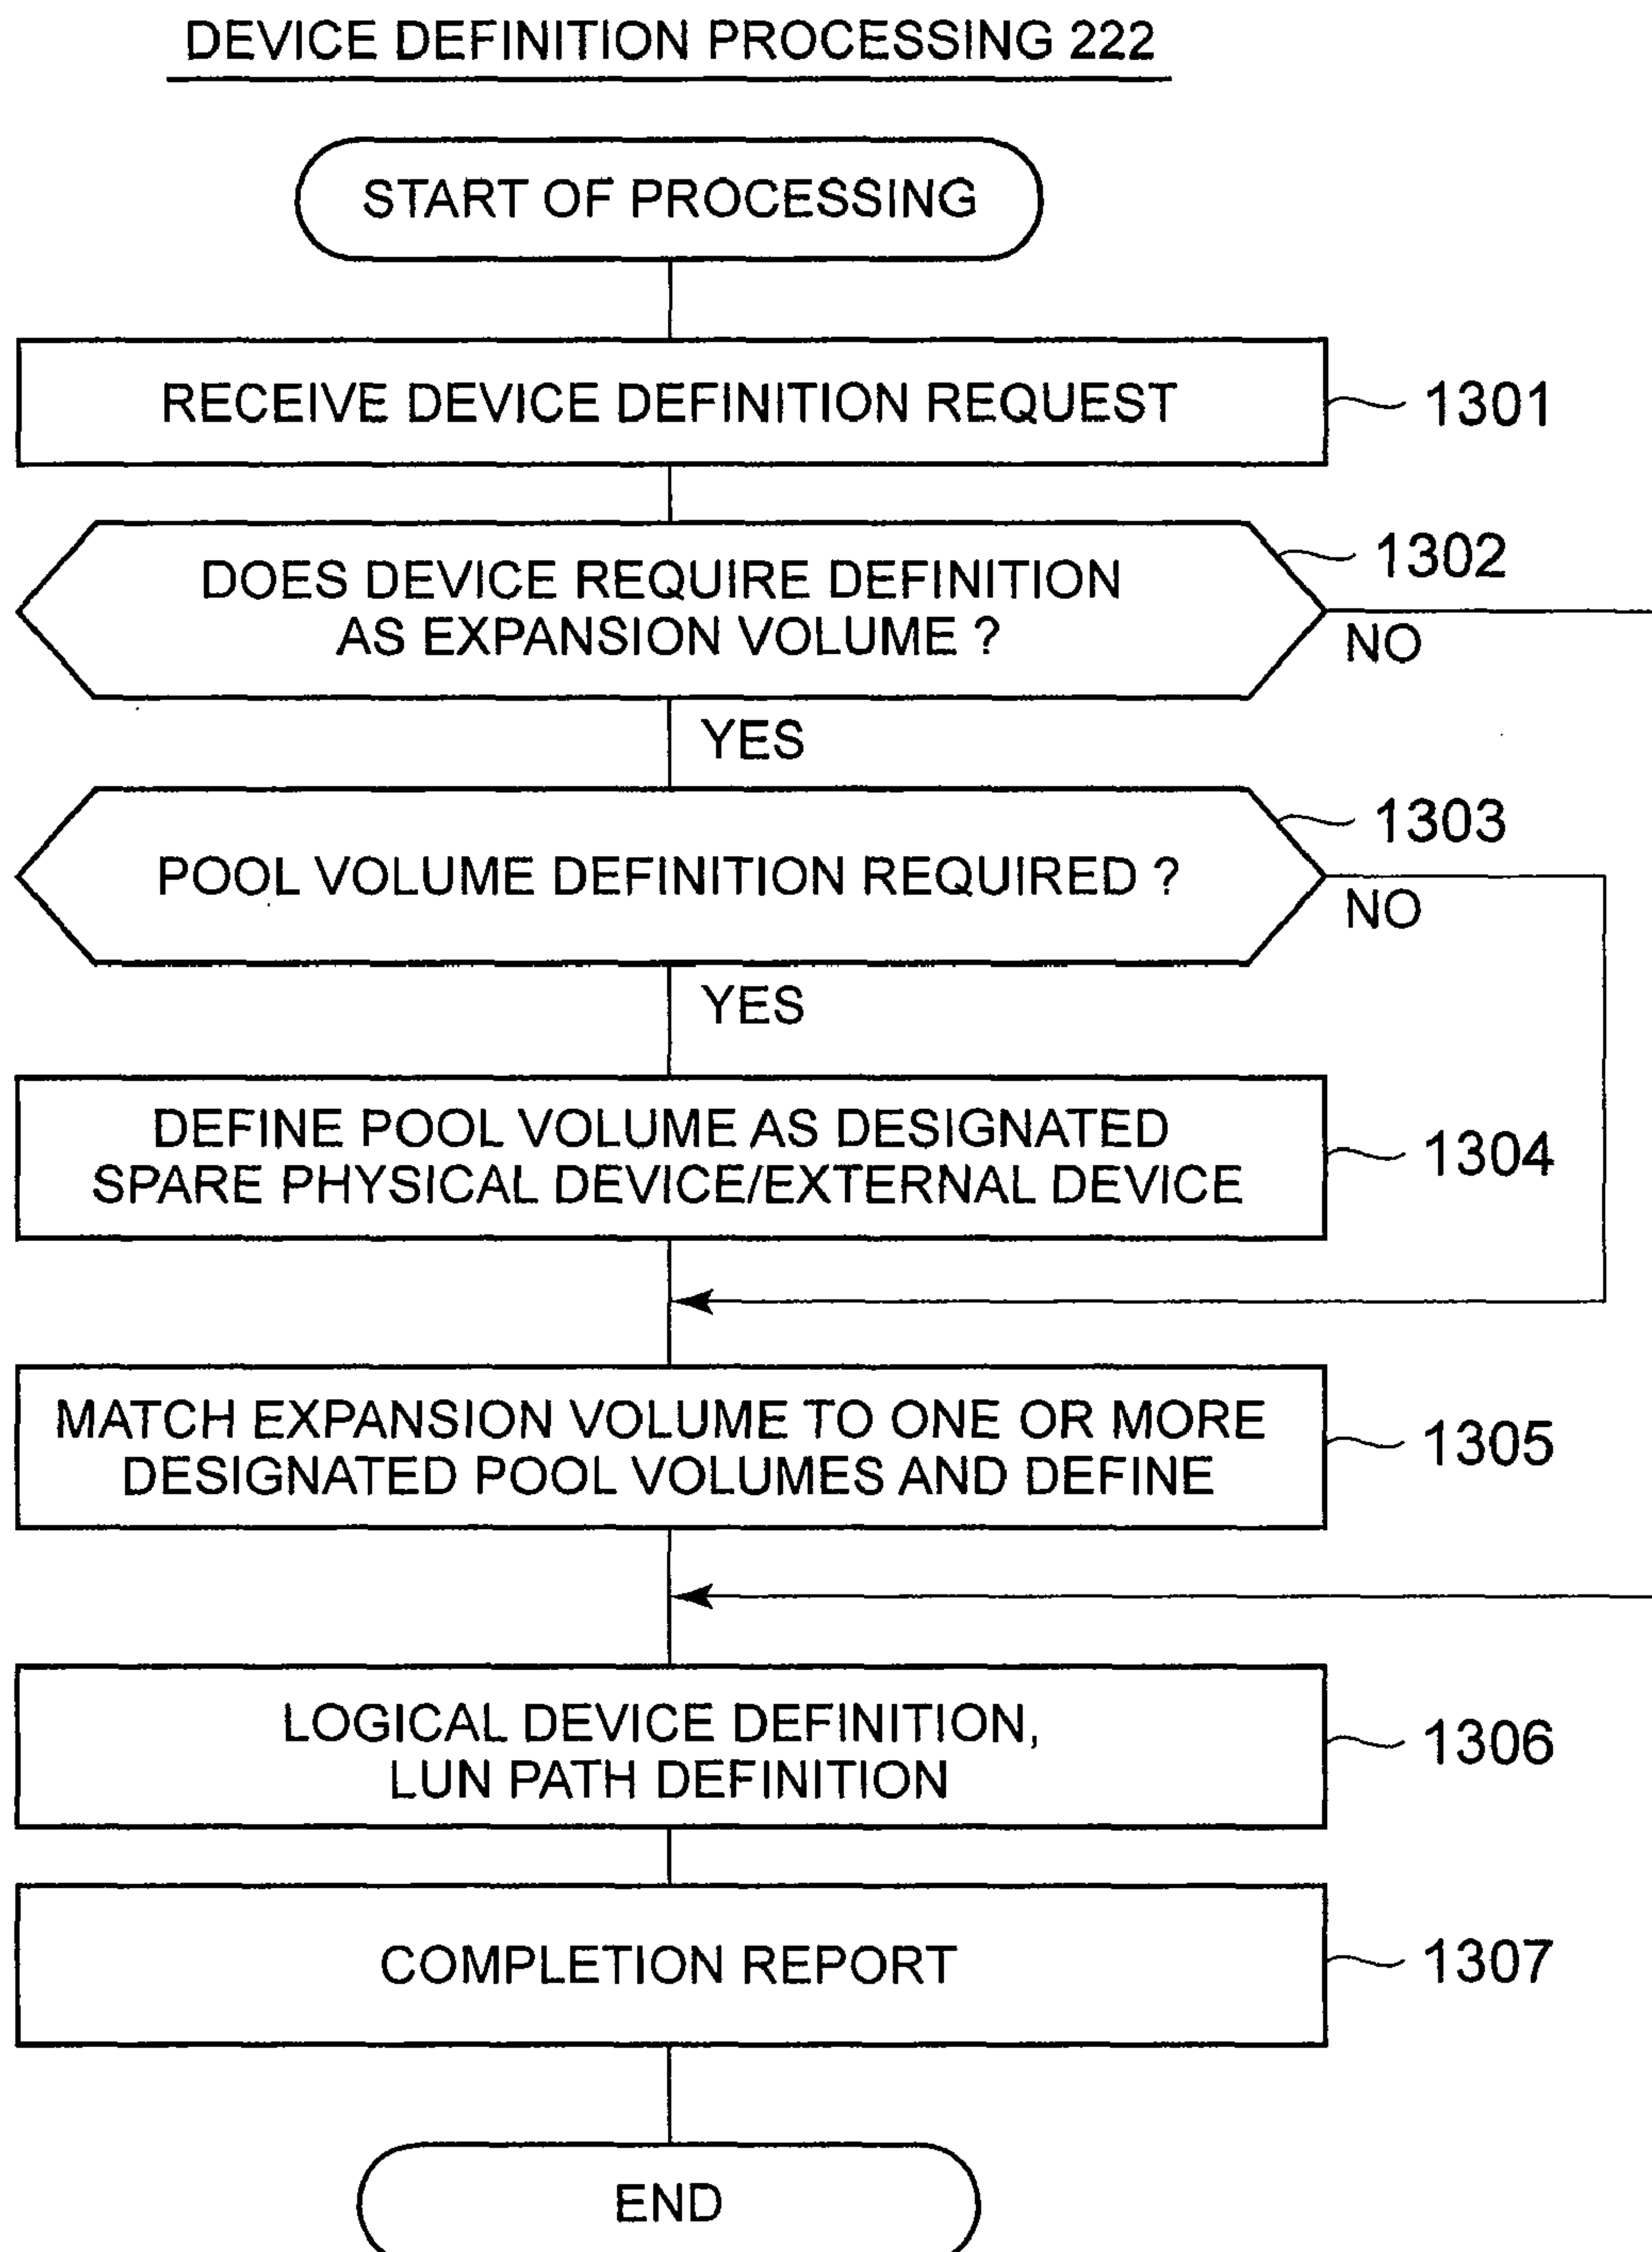 DEVICE DEFINITION PROCESSING 222
START OF PROCESSING
RECEIVE DEVICE DEFINITION REQUEST
1301
DOES DEVICE REQUIRE DEFINITION
AS EXPANSION VOLUME ?
1302
NO
YES
POOL VOLUME DEFINITION REQUIRED ?
1303
NO
YES
DEFINE POOL VOLUME AS DESIGNATED
SPARE PHYSICAL DEVICE/EXTERNAL DEVICE
1304
MATCH EXPANSION VOLUME TO ONE OR MORE
DESIGNATED POOL VOLUMES AND DEFINE
1305
LOGICAL DEVICE DEFINITION,
LUN PATH DEFINITION
1306
COMPLETION REPORT
1307
END